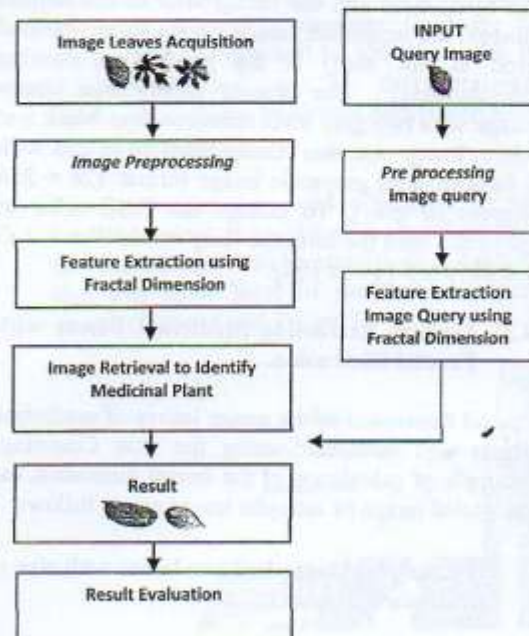 Image Leaves Acquisition
Image Preprocessing
Feature Extraction using
Fractal Dimension
Image Retrieval to Identify
Medicinal Plant
Result
Result Evaluation
INPUT
Query Image
Pre processing
Image query
Feature Extraction
Image Query using
Fractal Dimension